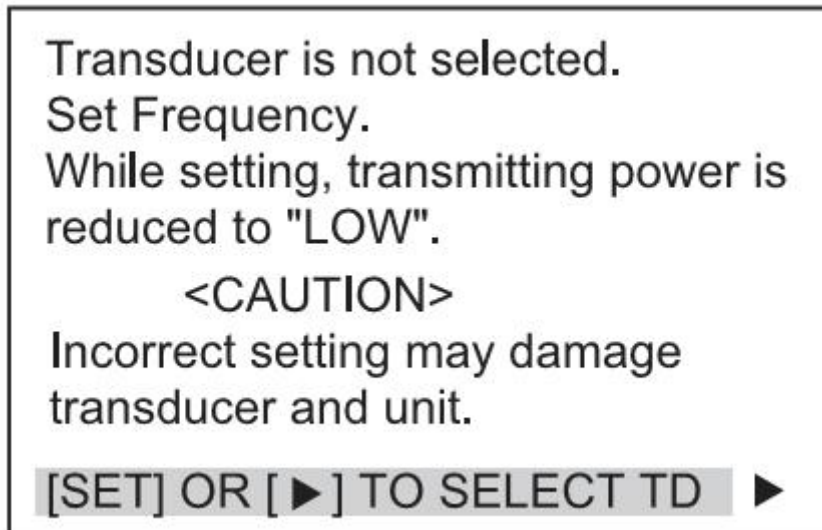 Transducer is not selected.
Set Frequency.
While setting, transmitting power is
reduced to "LOW".
<CAUTION>
Incorrect setting may damage
transducer and unit.
[SET] OR [ ▶ ] TO SELECT TD ▶